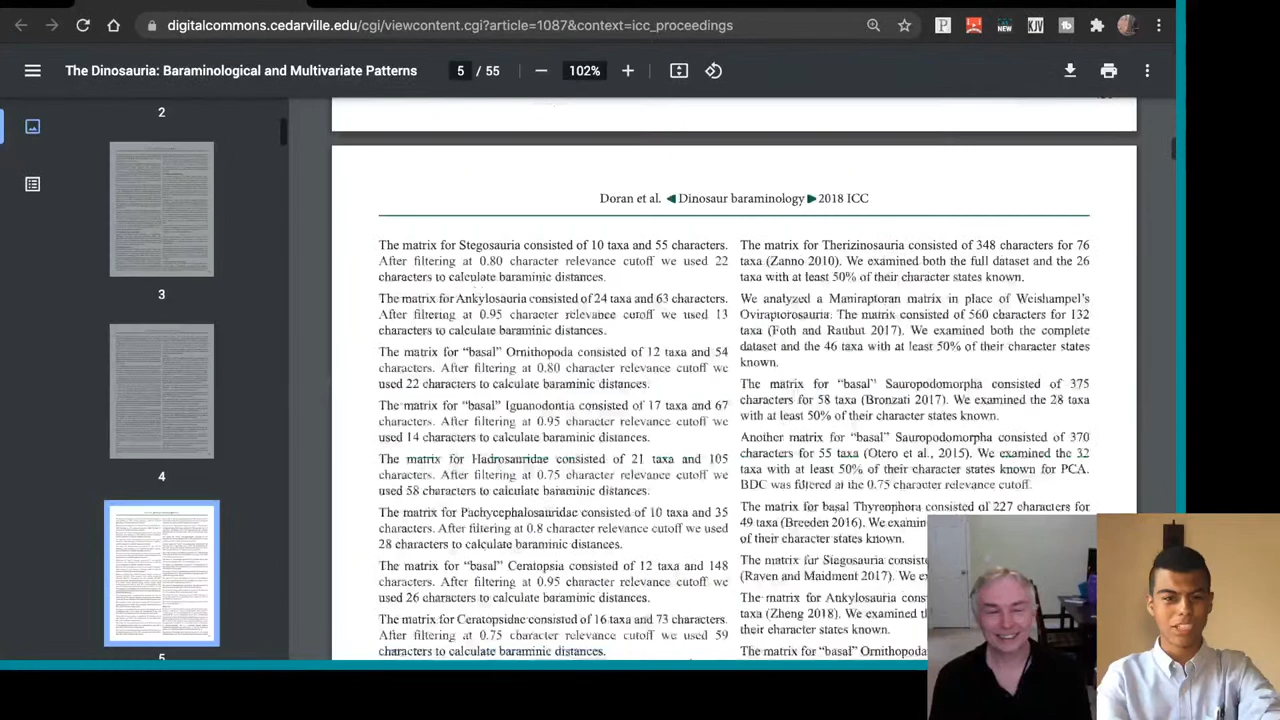 digitalcommons.cedarville.edu/cgi/viewcontent.cgi?article=1087&context=icc_proceedings
P
NEW
KJV
tb
The Dinosauria: Baraminological and Multivariate Patterns
5 / 55
102%
2
3
4
5
Doran et al. ◀ Dinosaur baraminology ▶ 2018 ICC
The matrix for Stegosauria consisted of 10 taxa and 55 characters.
After filtering at 0.80 character relevance cutoff we used 22
characters to calculate baraminic distances.
The matrix for Ankylosauria consisted of 24 taxa and 63 characters.
After filtering at 0.95 character relevance cutoff we used 13
characters to calculate baraminic distances.
The matrix for “basal” Ornithopoda consisted of 12 taxa and 54
characters. After filtering at 0.80 character relevance cutoff we
used 22 characters to calculate baraminic distances.
The matrix for “basal” Iguanodontia consisted of 17 taxa and 67
characters. After filtering at 0.95 character relevance cutoff we
used 14 characters to calculate baraminic distances.
The matrix for Hadrosauridae consisted of 21 taxa and 105
characters. After filtering at 0.75 character relevance cutoff we
used 58 characters to calculate baraminic distances.
The matrix for Pachycephalosauridae consisted of 10 taxa and 35
characters. After filtering at 0.8 character relevance cutoff we used
28 characters to calculate baraminic distances.
The matrix for “basal” Ceratopsia consisted of 12 taxa and 148
characters. After filtering at 0.95 character relevance cutoff we
used 26 characters to calculate baraminic distances.
The matrix for Ceratopsidae consisted of 16 taxa and 73 characters.
After filtering at 0.75 character relevance cutoff we used 59
characters to calculate baraminic distances.
The matrix for Therizinosauria consisted of 348 characters for 76
taxa (Zanno 2010). We examined both the full dataset and the 26
taxa with at least 50% of their character states known.
We analyzed a Maniraptoran matrix in place of Weishampel’s
Oviraptorosauria. The matrix consisted of 560 characters for 132
taxa (Foth and Rauhut 2017). We examined both the complete
dataset and the 46 taxa with at least 50% of their character states
known.
The matrix for “basal” Sauropodomorpha consisted of 375
characters for 58 taxa (Bronzati 2017). We examined the 28 taxa
with at least 50% of their character states known.
Another matrix for “basal” Sauropodomorpha consisted of 370
characters for 55 taxa (Otero et al., 2015). We examined the 32
taxa with at least 50% of their character states known for PCA.
BDC was filtered at the 0.75 character relevance cutoff.
The matrix for basal Thyreophora consisted of 227 characters for
49 taxa (Breeden 2016). We examin
of their character states known.
The matrix for Stegosauria consist
(Raven and Maidment 2017). We e
The matrix for Ankylosauria cons
taxa (Zheng 2018). We examined th
their character states known.
The matrix for “basal” Ornithopoda